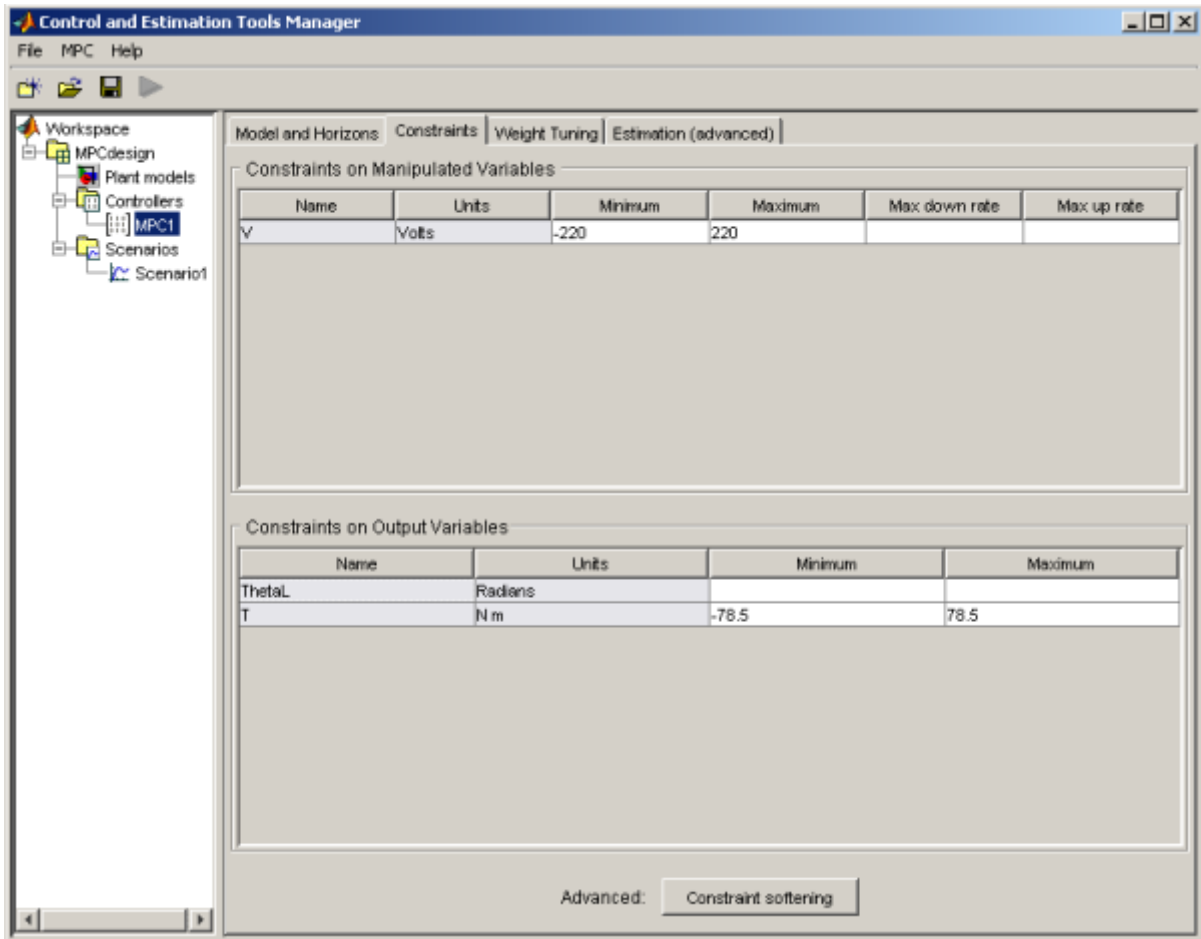 Control and Estimation Tools Manager
File MPC Help
Workspace
MPCdesign
Plant models
Controllers
MPC1
Scenarios
Scenario1
Model and Horizons Constraints Weight Tuning Estimation (advanced)
Constraints on Manipulated Variables
Name Units Minimum Maximum Max down rate Max up rate
V Volts -220 220
Constraints on Output Variables
Name Units Minimum Maximum
ThetaL Radians
T N m -78.5 78.5
Advanced: Constraint softening